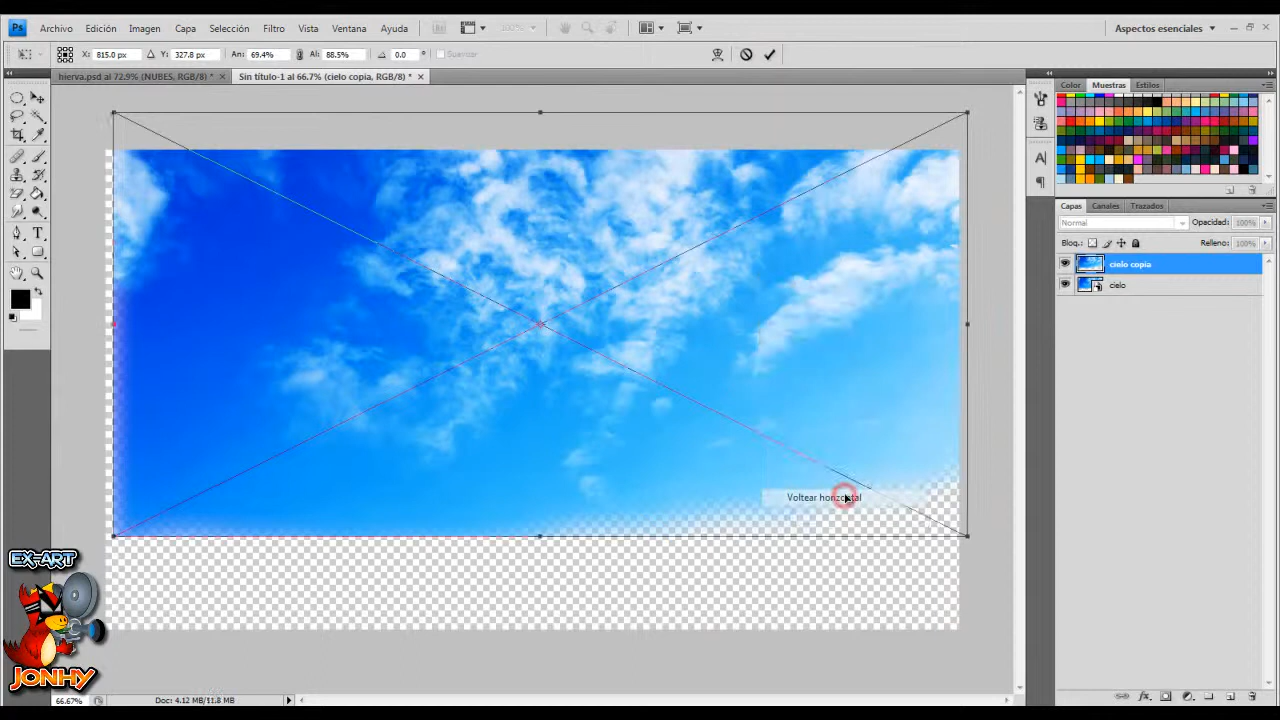 Ps Archivo Edición Imagen Capa Selección Filtro Vista Ventana Ayuda 100% Aspectos esenciales
X: 815.0 px Y: 327.8 px An: 69.4% Al: 88.5% 0.0 ° Suavizar
hierva.psd al 72.9% (NUBES, RGB/8) * Sin título-1 al 66.7% (cielo copia, RGB/8) *
Color Muestras Estilos
Capas Canales Trazados
Normal Opacidad: 100%
Bloq.: Relleno: 100%
cielo copia
cielo
Voltear horizontal
EX-ART
JONHY
66.67% Doc: 4.12 MB/11.8 MB